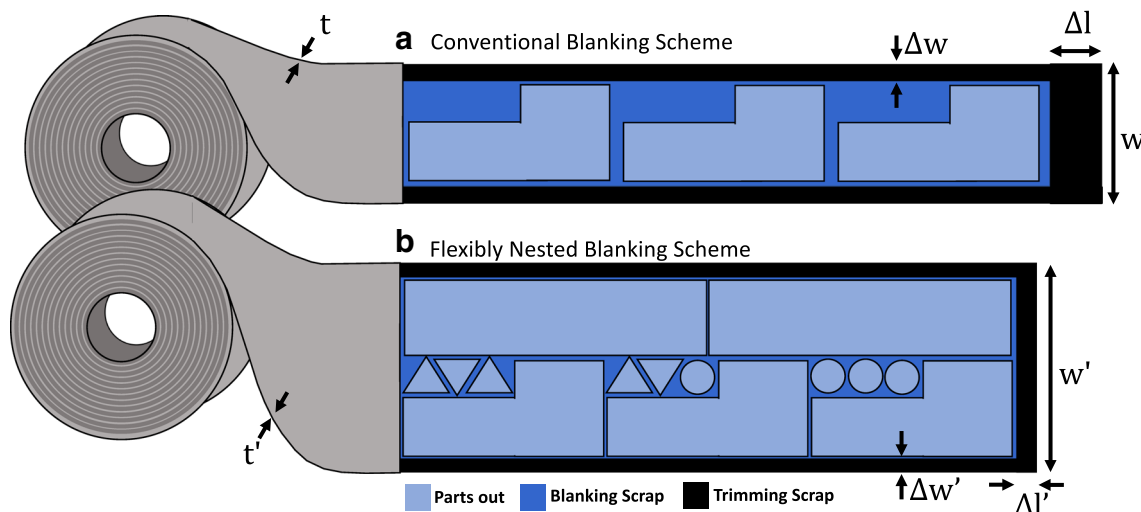 t
a Conventional Blanking Scheme
Δw
Δl
w
b Flexibly Nested Blanking Scheme
w'
t'
Δw'
Δl'
Parts out
Blanking Scrap
Trimming Scrap